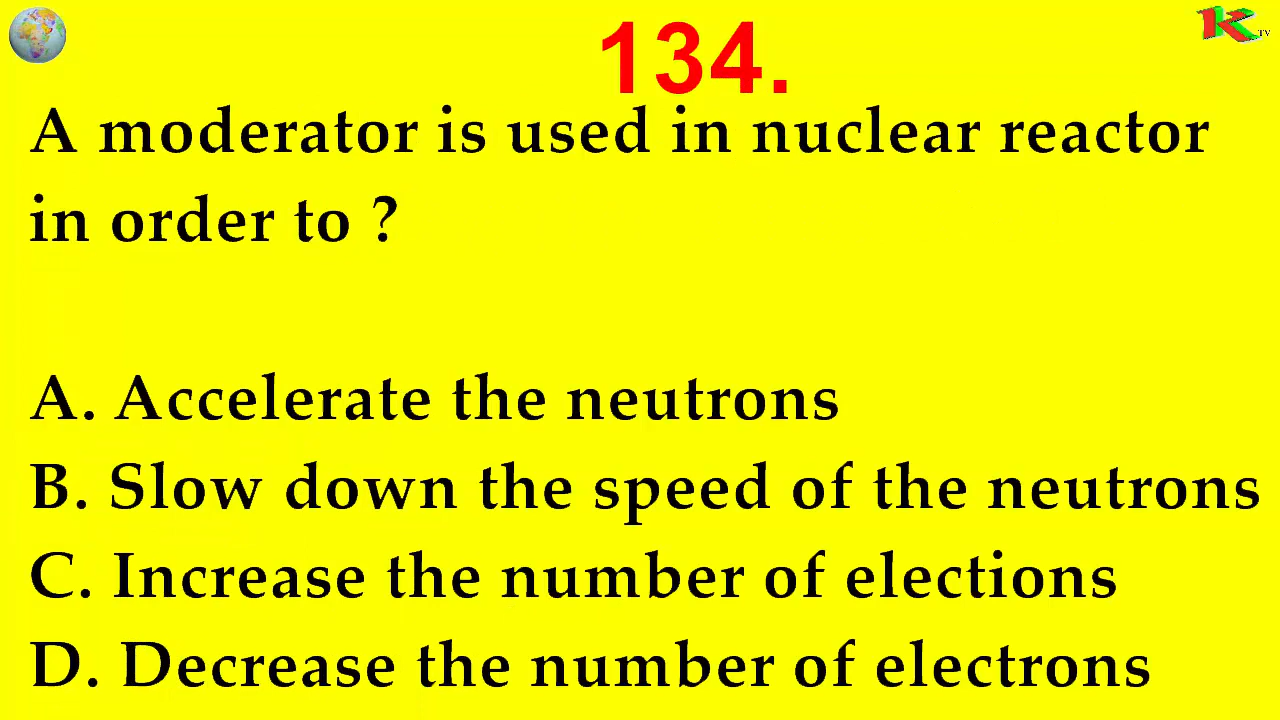 134.
K TV
A moderator is used in nuclear reactor
in order to ?
A. Accelerate the neutrons
B. Slow down the speed of the neutrons
C. Increase the number of elections
D. Decrease the number of electrons